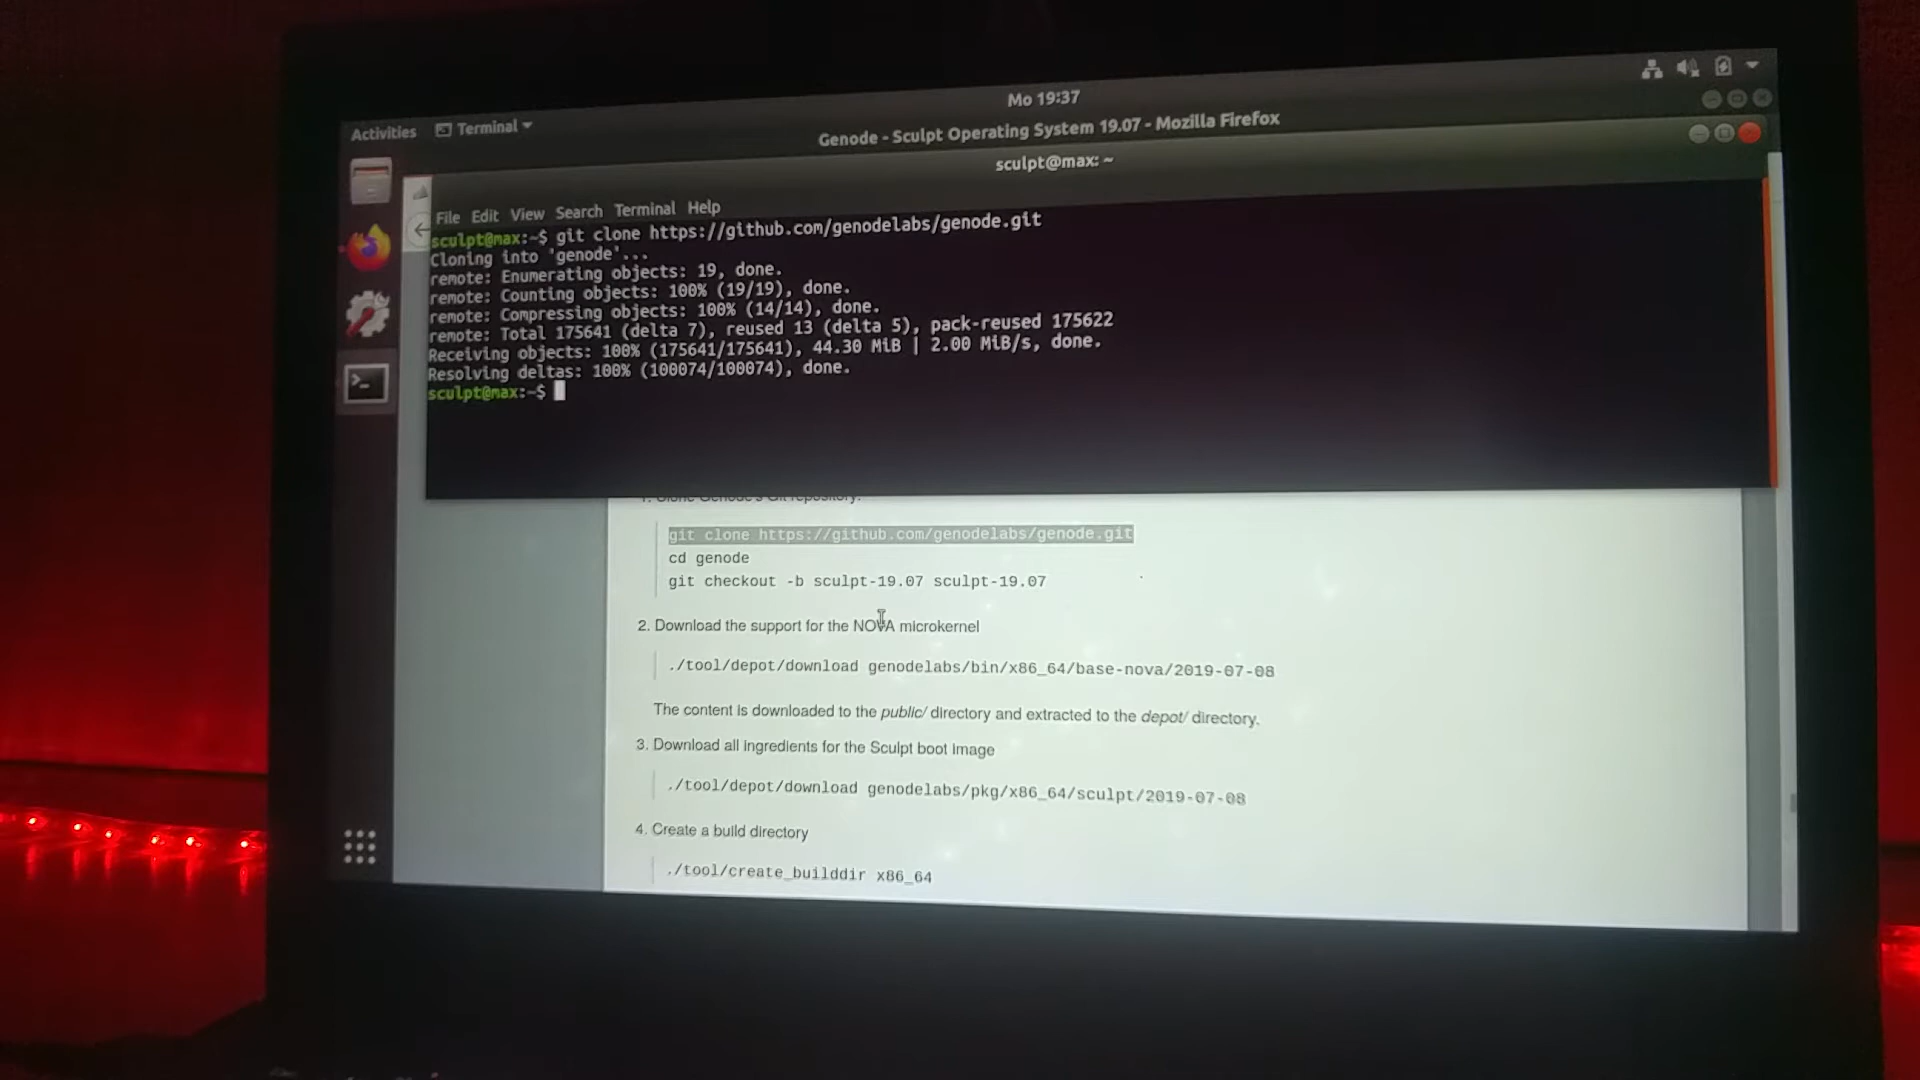 Mo 19:37
Activities
Terminal
Genode - Sculpt Operating System 19.07 - Mozilla Firefox
sculpt@max: ~
File Edit View Search Terminal Help
sculpt@max:~$ git clone https://github.com/genodelabs/genode.git
Cloning into 'genode'...
remote: Enumerating objects: 19, done.
remote: Counting objects: 100% (19/19), done.
remote: Compressing objects: 100% (14/14), done.
remote: Total 175641 (delta 7), reused 13 (delta 5), pack-reused 175622
Receiving objects: 100% (175641/175641), 44.30 MiB | 2.00 MiB/s, done.
Resolving deltas: 100% (100074/100074), done.
sculpt@max:~$
1. Clone Genode's Git repository:
git clone https://github.com/genodelabs/genode.git
cd genode
git checkout -b sculpt-19.07 sculpt-19.07
2. Download the support for the NOVA microkernel
./tool/depot/download genodelabs/bin/x86_64/base-nova/2019-07-08
The content is downloaded to the public/ directory and extracted to the depot/ directory.
3. Download all ingredients for the Sculpt boot image
./tool/depot/download genodelabs/pkg/x86_64/sculpt/2019-07-08
4. Create a build directory
./tool/create_builddir x86_64